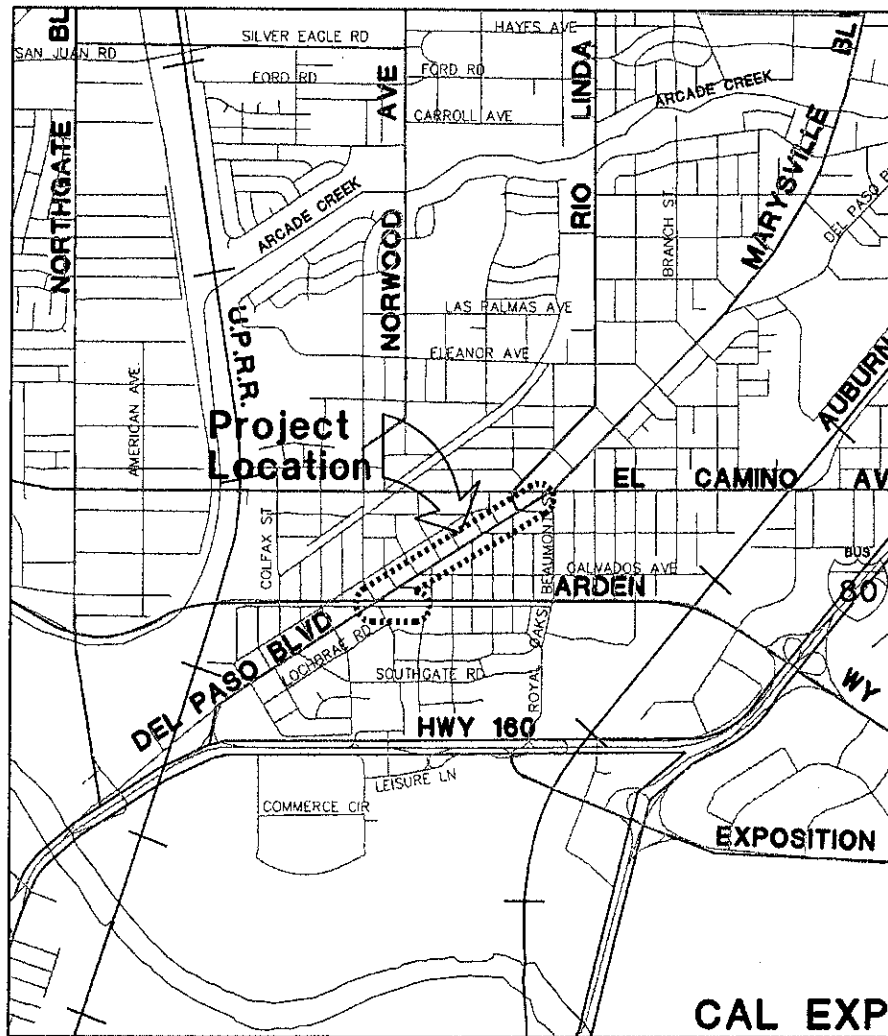 NORTHGATE BL
SAN JUAN RD
SILVER EAGLE RD
FORD RD
NORWOOD AVE
HAYES AVE
FORD RD
CARROLL AVE
RIO LINDA
ARCADE CREEK
MARYSVILLE BL
ARCADE CREEK
BRANCH ST.
U.P.R.R.
LAS PALMAS AVE
ELEANOR AVE
AMERICAN AVE.
AUBURN
Project
Location
EL CAMINO AV
COLFAX ST
BEAUMONT
CALVADOS AVE
ARDEN
WY
BUS
80
DEL PASO BLVD
LOCHBRAE RD
SOUTHGATE RD
ROYAL OAKS
HWY 160
LEISURE LN
COMMERCE CIR
EXPOSITION
CAL EXP